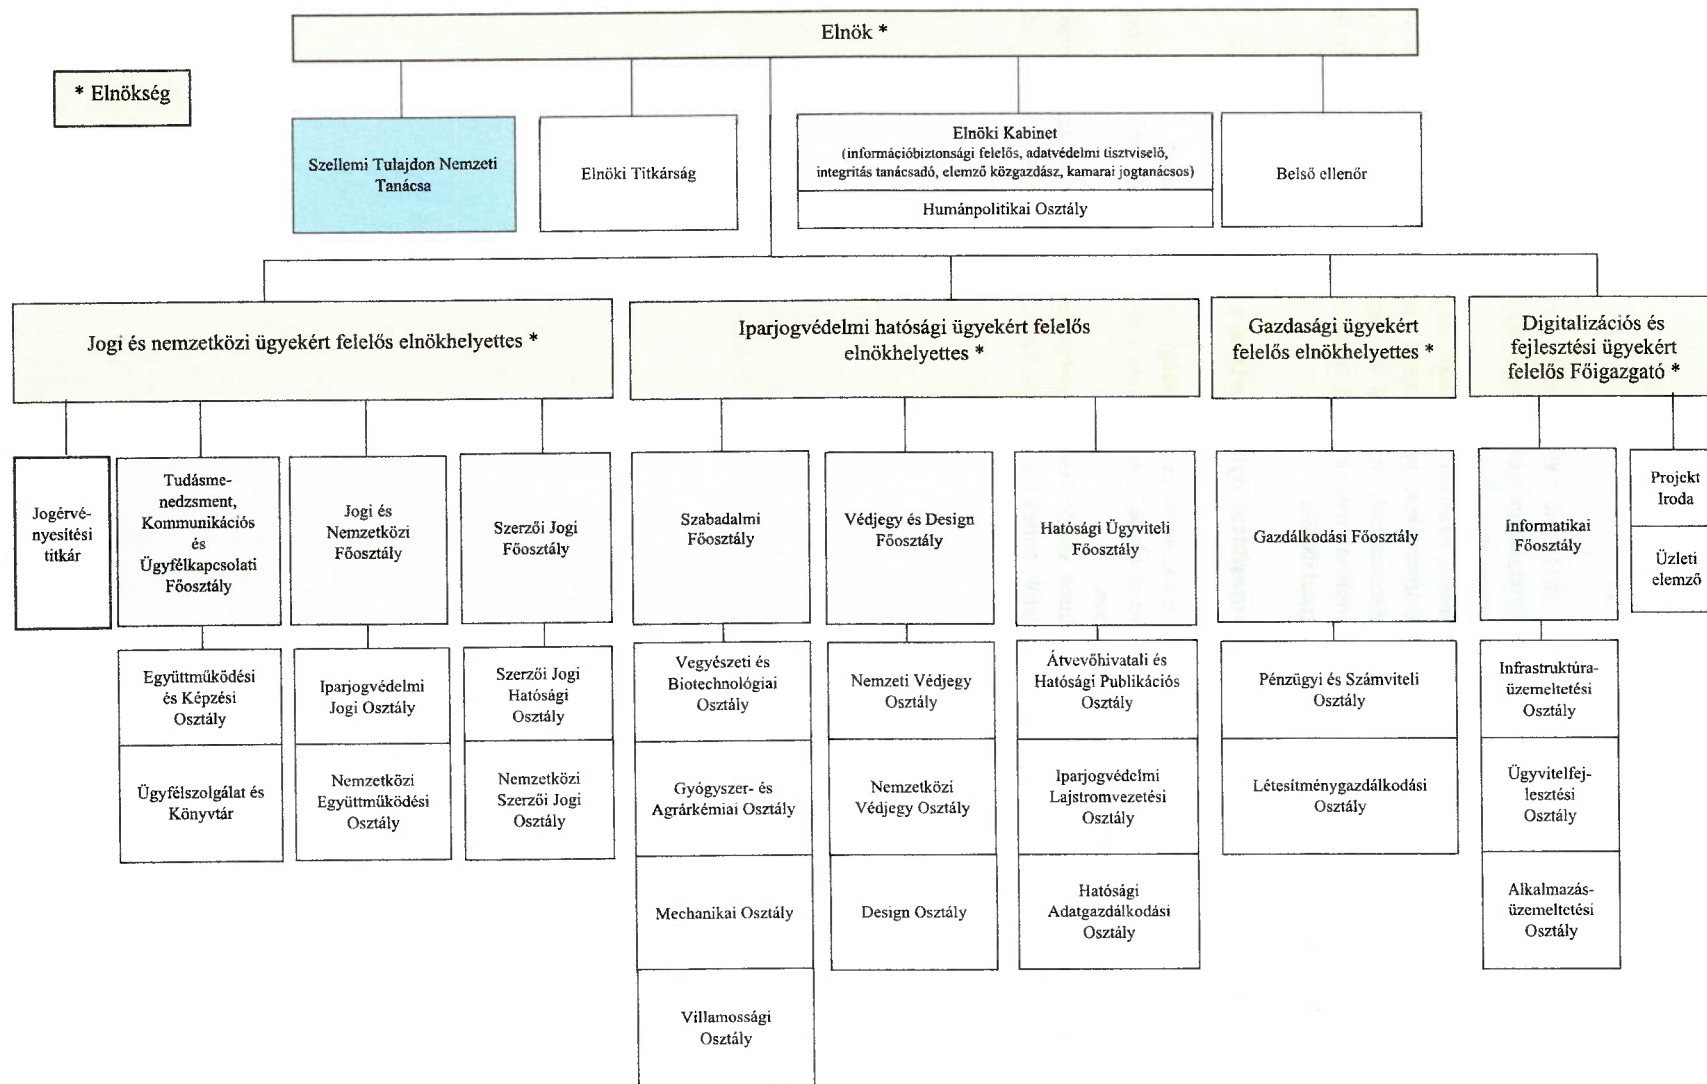 Elnök *
* Elnökség
Szellemi Tulajdon Nemzeti
Tanácsa
Elnöki Titkárság
Elnöki Kabinet
(információbiztonsági felelős, adatvédelmi tisztviselő,
integritás tanácsadó, elemző közgazdász, kamarai jogtanácsos)
Humánpolitikai Osztály
Belső ellenőr
Jogi és nemzetközi ügyekért felelős elnökhelyettes *
Iparjogvédelmi hatósági ügyekért felelős
elnökhelyettes *
Gazdasági ügyekért
felelős elnökhelyettes *
Digitalizációs és
fejlesztési ügyekért
felelős Főigazgató *
Jogérvé-
nyesítési
titkár
Tudásme-
nedzsment,
Kommunikációs
és
Ügyfélkapcsolati
Főosztály
Jogi és
Nemzetközi
Főosztály
Szerzői Jogi
Főosztály
Szabadalmi
Főosztály
Védjegy és Design
Főosztály
Hatósági Ügyviteli
Főosztály
Gazdálkodási Főosztály
Informatikai
Főosztály
Projekt
Iroda
Üzleti
elemző
Együttműködési
és Képzési
Osztály
Iparjogvédelmi
Jogi Osztály
Szerzői Jogi
Hatósági
Osztály
Vegyészeti és
Biotechnológiai
Osztály
Nemzeti Védjegy
Osztály
Átvevőhivatali és
Hatósági Publikációs
Osztály
Pénzügyi és Számviteli
Osztály
Infrastruktúra-
üzemeltetési
Osztály
Ügyfélszolgálat és
Könyvtár
Nemzetközi
Együttműködési
Osztály
Nemzetközi
Szerzői Jogi
Osztály
Gyógyszer- és
Agrárkémiai Osztály
Nemzetközi
Védjegy Osztály
Iparjogvédelmi
Lajstromvezetési
Osztály
Létesítménygazdálkodási
Osztály
Ügyvitelfej-
lesztési
Osztály
Mechanikai Osztály
Design Osztály
Hatósági
Adatgazdálkodási
Osztály
Alkalmazás-
üzemeltetési
Osztály
Villamossági
Osztály